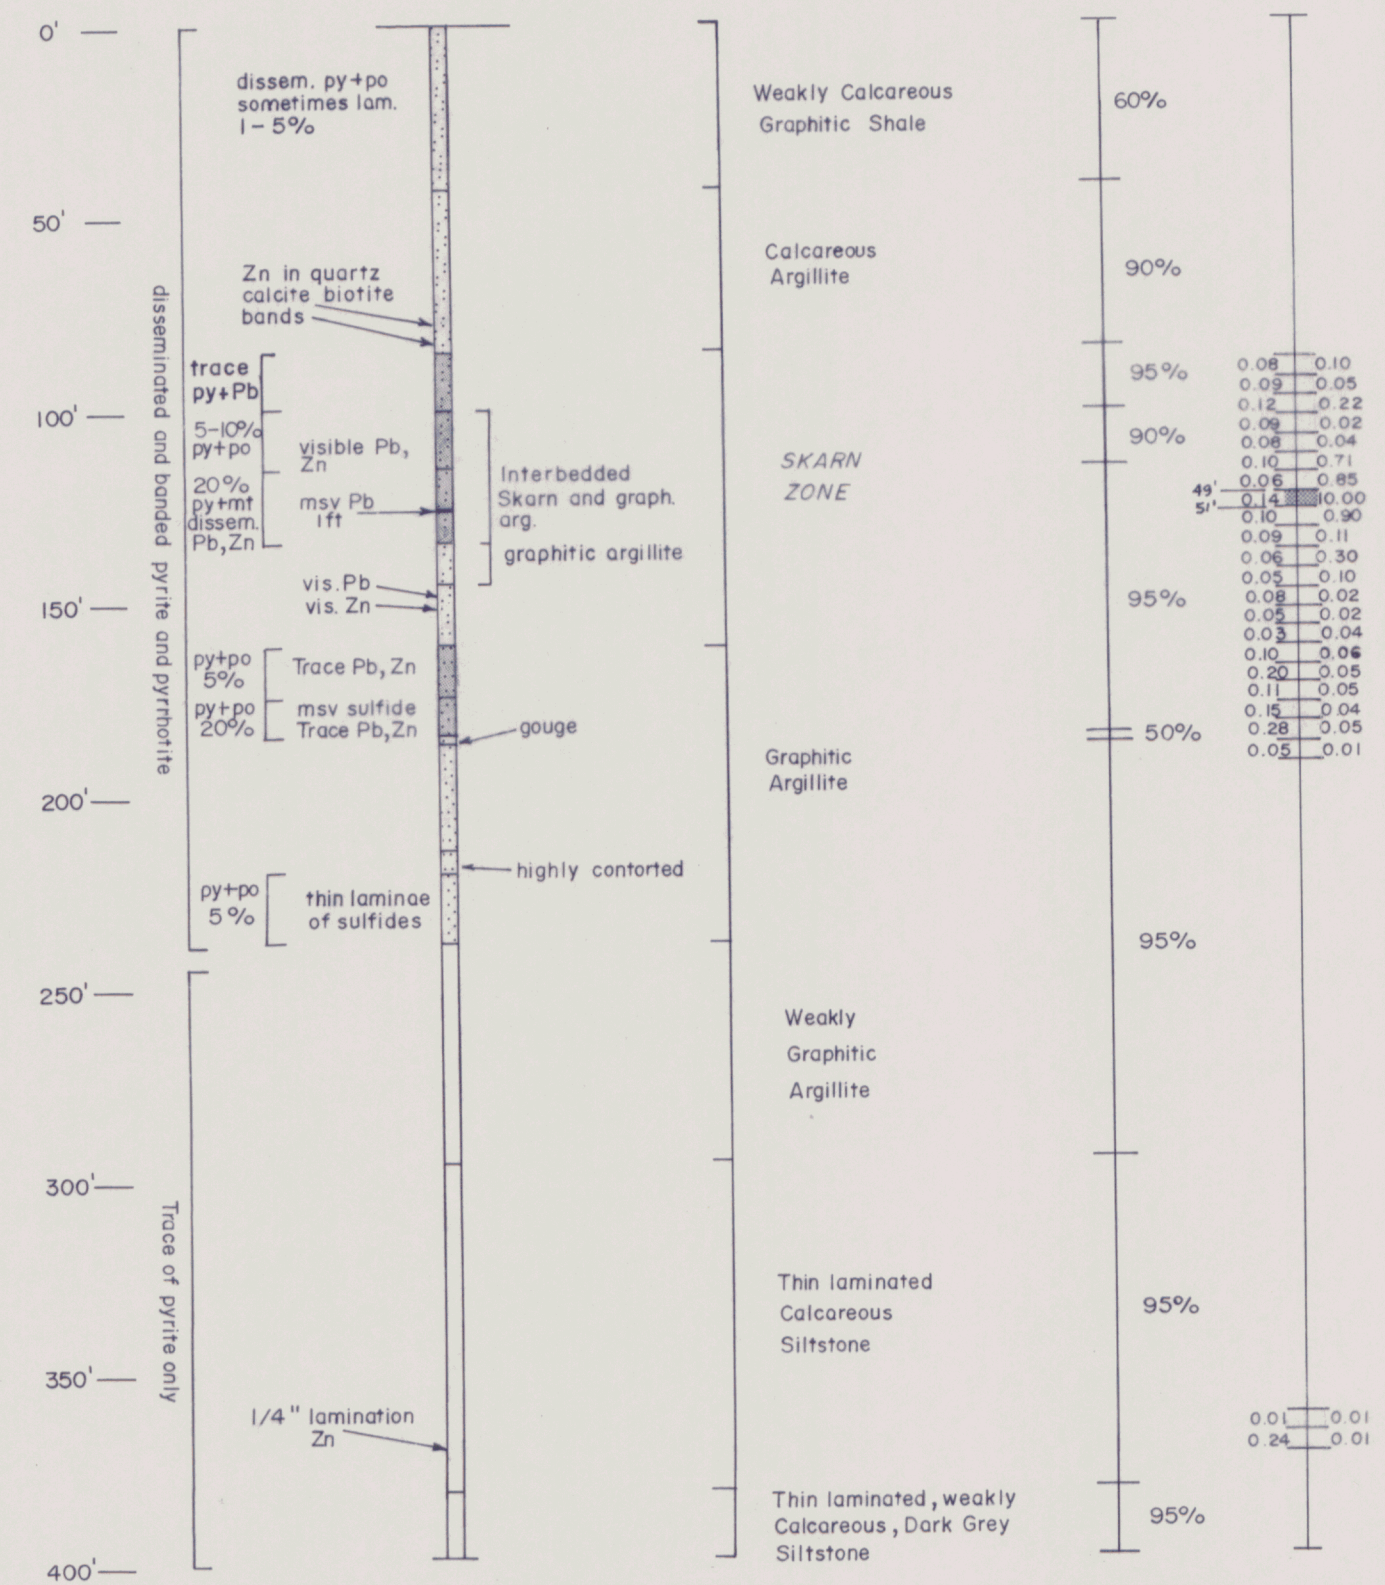 0'
50'
100'
150'
200'
250'
300'
350'
400'
disseminated and banded pyrite and pyrrhotite
Trace of pyrite only
dissem. py+po
sometimes lam.
1-5%
Zn in quartz
calcite biotite
bands
trace
py+Pb
5-10%
py+po
visible Pb,
Zn
20%
py+mt
dissem.
Pb,Zn
msv Pb
1ft
vis. Pb
vis. Zn
py+po
5%
Trace Pb, Zn
py+po
20%
msv sulfide
Trace Pb,Zn
py+po
5%
thin laminae
of sulfides
1/4" lamination
Zn
Interbedded
Skarn and graph.
arg.
graphitic argillite
gouge
highly contorted
Weakly Calcareous
Graphitic Shale
Calcareous
Argillite
SKARN
ZONE
Graphitic
Argillite
Weakly
Graphitic
Argillite
Thin laminated
Calcareous
Siltstone
Thin laminated, weakly
Calcareous, Dark Grey
Siltstone
60%
90%
95%
90%
95%
50%
95%
95%
95%
0.08 0.10
0.09 0.05
0.12 0.22
0.09 0.02
0.08 0.04
0.10 0.71
0.06 0.85
49'
0.14 10.00
51'
0.10 0.90
0.09 0.11
0.06 0.30
0.05 0.10
0.08 0.02
0.05 0.02
0.03 0.04
0.10 0.06
0.20 0.05
0.11 0.05
0.15 0.04
0.28 0.05
0.05 0.01
0.01 0.01
0.24 0.01